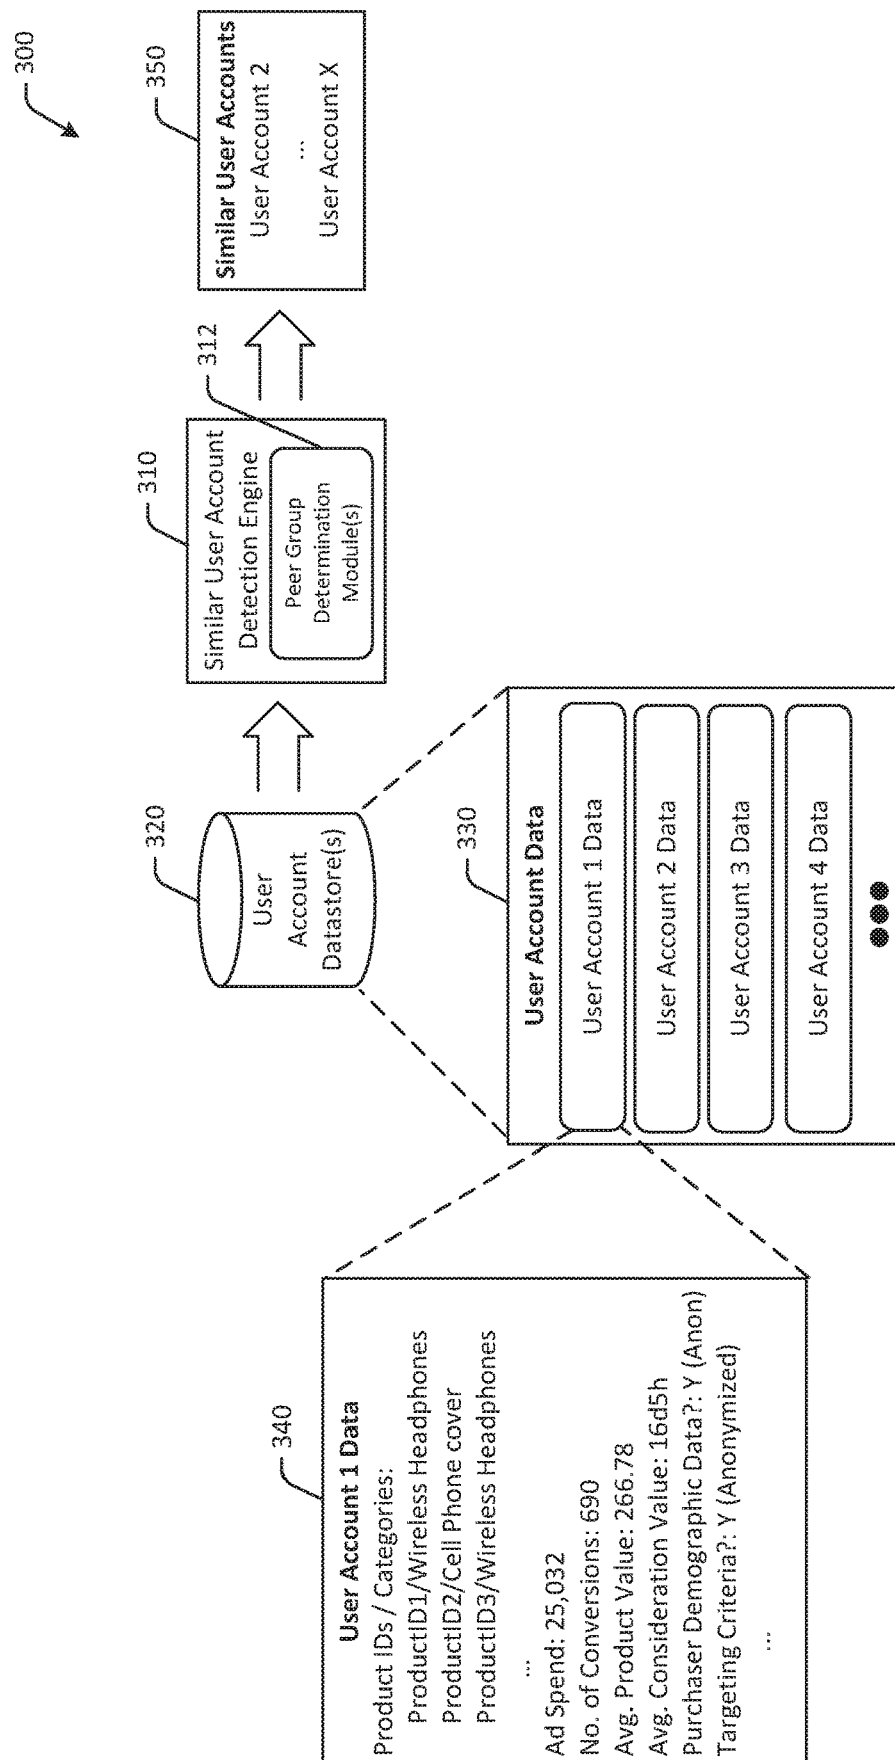 300
320
User
Account
Datastore(s)
310
Similar User Account
Detection Engine
312
Peer Group
Determination
Module(s)
350
Similar User Accounts
User Account 2
...
User Account X
340
User Account 1 Data
Product IDs / Categories:
ProductID1/Wireless Headphones
ProductID2/Cell Phone cover
ProductID3/Wireless Headphones
...
Ad Spend: 25,032
No. of Conversions: 690
Avg. Product Value: 266.78
Avg. Consideration Value: 16d5h
Purchaser Demographic Data?: Y (Anon)
Targeting Criteria?: Y (Anonymized)
...
330
User Account Data
User Account 1 Data
User Account 2 Data
User Account 3 Data
User Account 4 Data